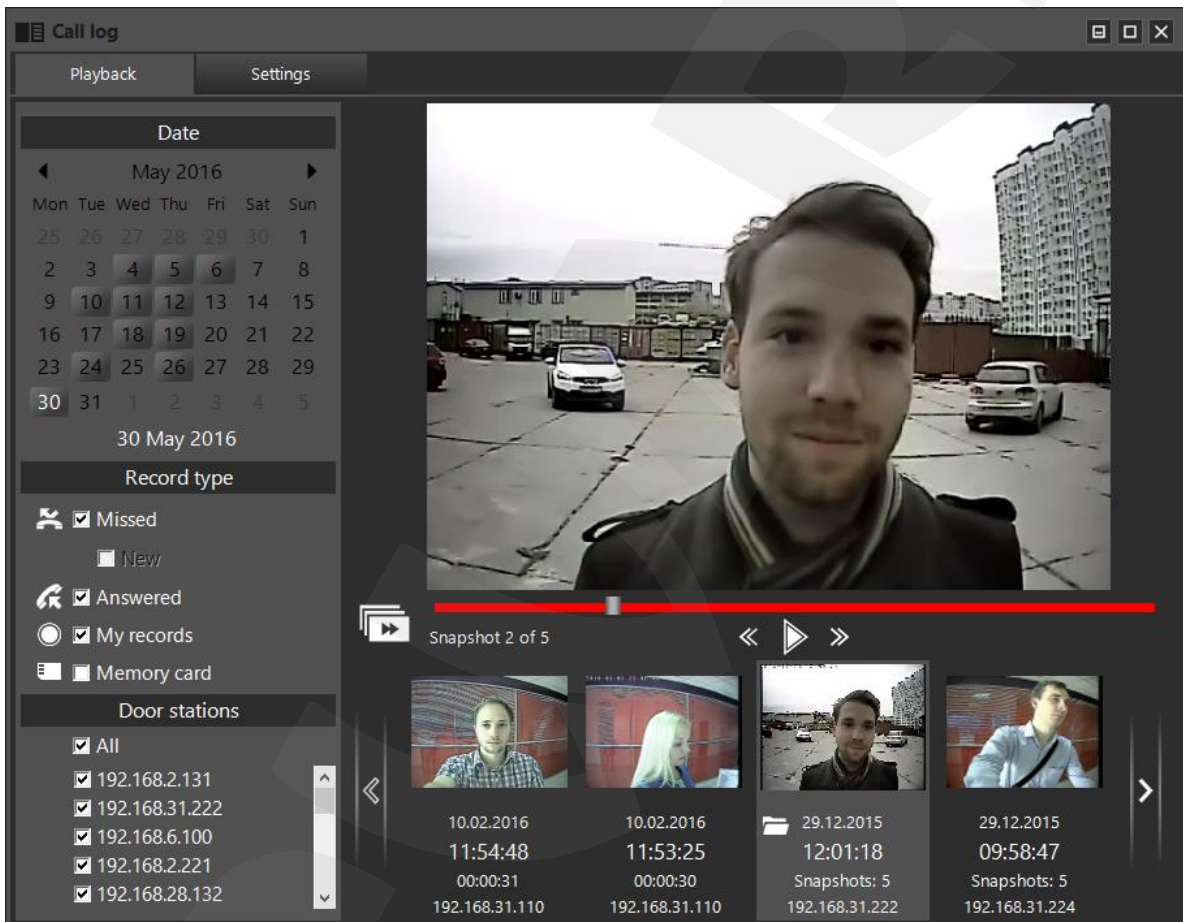 Call log
Playback Settings
Date
May 2016
Mon Tue Wed Thu Fri Sat Sun
25 26 27 28 29 30 1
2 3 4 5 6 7 8
9 10 11 12 13 14 15
16 17 18 19 20 21 22
23 24 25 26 27 28 29
30 31 1 2 3 4 5
30 May 2016
Record type
Missed
New
Answered
My records
Memory card
Door stations
All
192.168.2.131
192.168.31.222
192.168.6.100
192.168.2.221
192.168.28.132
Snapshot 2 of 5
10.02.2016
11:54:48
00:00:31
192.168.31.110
10.02.2016
11:53:25
00:00:30
192.168.31.110
29.12.2015
12:01:18
Snapshots: 5
192.168.31.222
29.12.2015
09:58:47
Snapshots: 5
192.168.31.224